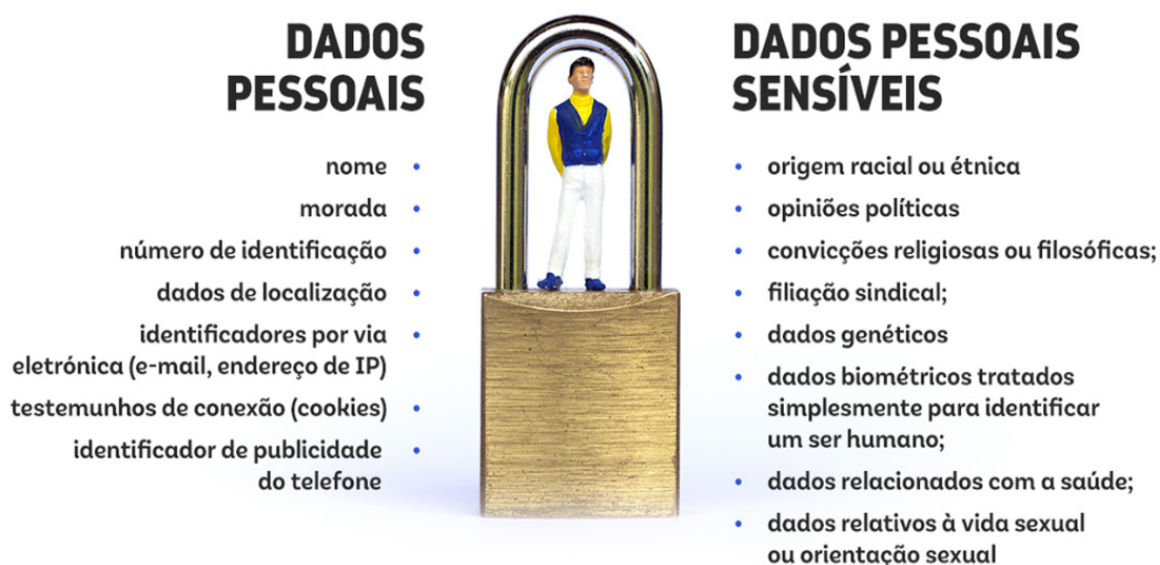 DADOS
PESSOAIS
nome
morada
número de identificação
dados de localização
identificadores por via
eletrónica (e-mail, endereço de IP)
testemunhos de conexão (cookies)
identificador de publicidade
do telefone
DADOS PESSOAIS
SENSÍVEIS
origem racial ou étnica
opiniões políticas
convicções religiosas ou filosóficas;
filiação sindical;
dados genéticos
dados biométricos tratados
simplesmente para identificar
um ser humano;
dados relacionados com a saúde;
dados relativos à vida sexual
ou orientação sexual